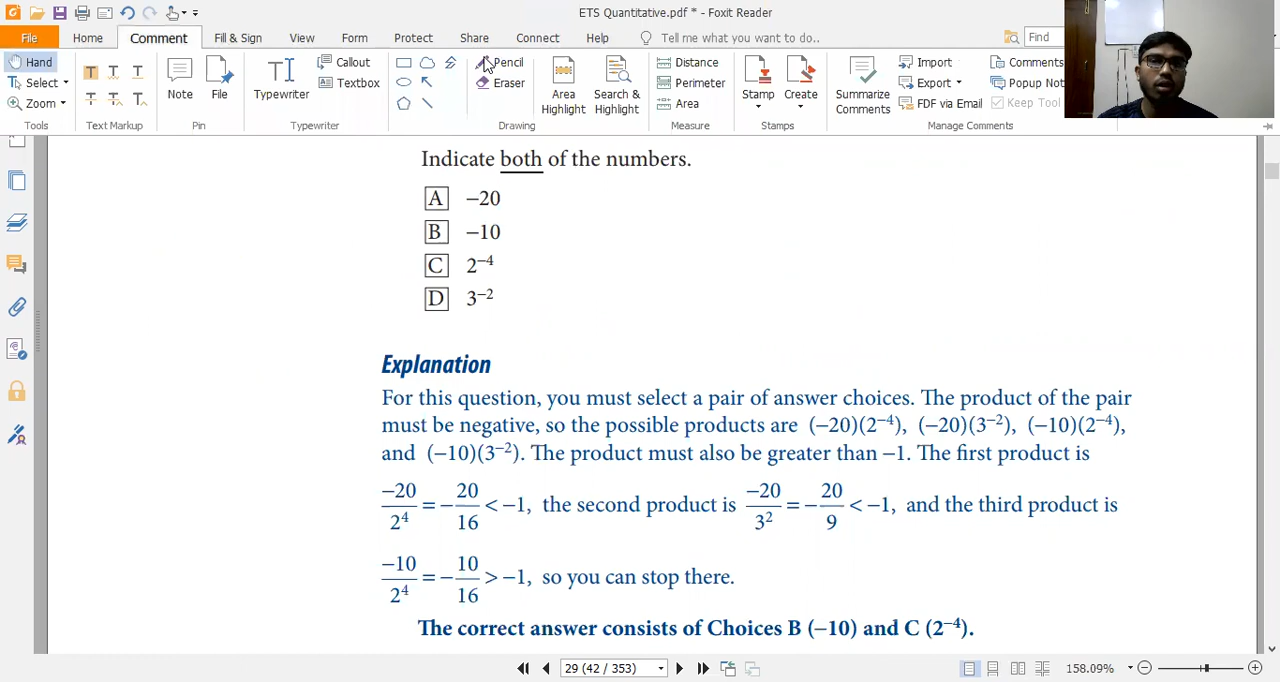 ETS Quantitative.pdf * - Foxit Reader
File Home Comment Fill & Sign View Form Protect Share Connect Help Tell me what you want to do.. Find
Hand
Select
Zoom
Tools
Text Markup
Note
File
Pin
Typewriter
Callout
Textbox
Typewriter
Pencil
Eraser
Drawing
Area Highlight
Search & Highlight
Distance
Perimeter
Area
Measure
Stamp
Create
Stamps
Summarize Comments
Import
Export
FDF via Email
Comments
Popup Note
Keep Tool
Manage Comments
Indicate both of the numbers.
A −20
B −10
C 2⁻⁴
D 3⁻²
Explanation
For this question, you must select a pair of answer choices. The product of the pair
must be negative, so the possible products are (−20)(2⁻⁴), (−20)(3⁻²), (−10)(2⁻⁴),
and (−10)(3⁻²). The product must also be greater than −1. The first product is
−20/2⁴ = −20/16 < −1, the second product is −20/3² = −20/9 < −1, and the third product is
−10/2⁴ = −10/16 > −1, so you can stop there.
The correct answer consists of Choices B (−10) and C (2⁻⁴).
29 (42 / 353) 158.09%